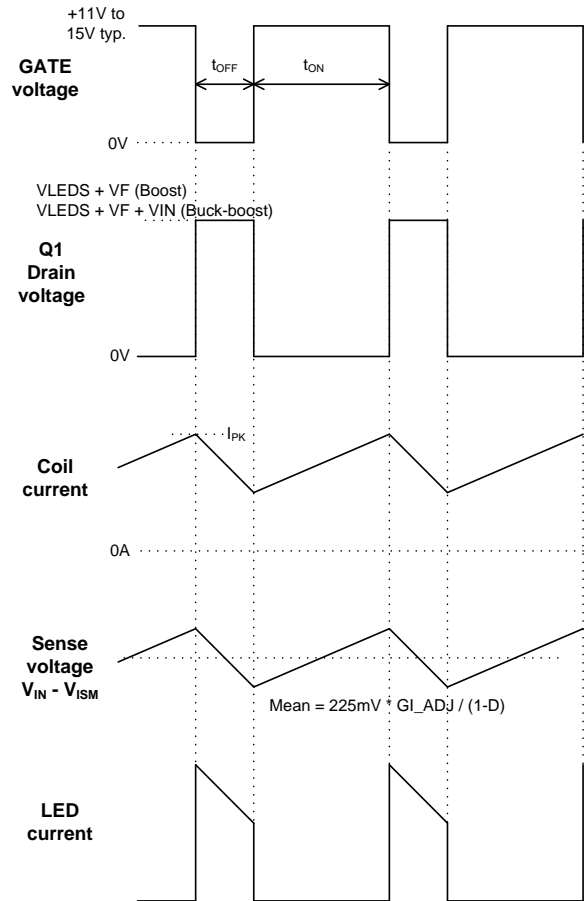 +11V to
15V typ.
GATE
voltage
tOFF
tON
0V
VLEDS + VF (Boost)
VLEDS + VF + VIN (Buck-boost)
Q1
Drain
voltage
0V
IPK
Coil
current
0A
Sense
voltage
VIN - VISM
Mean = 225mV * GI_ADJ / (1-D)
LED
current